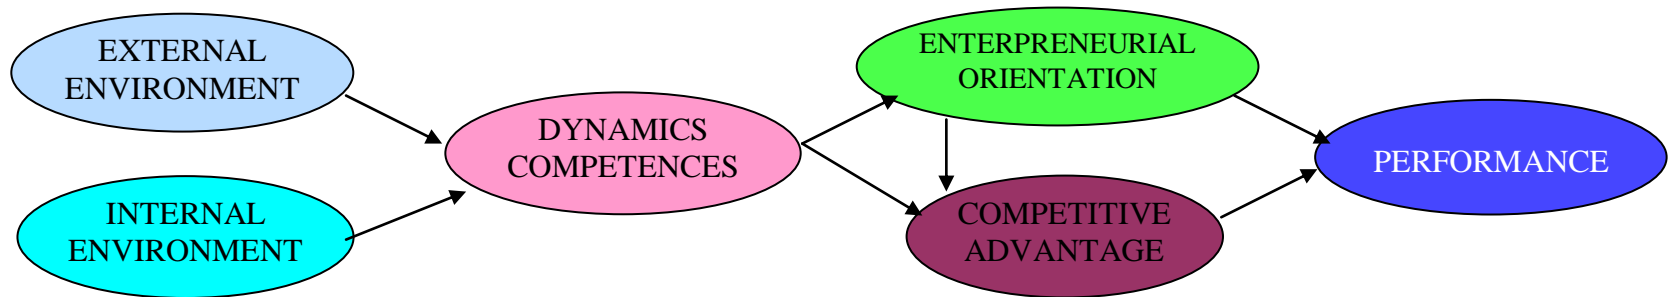 EXTERNAL
ENVIRONMENT
INTERNAL
ENVIRONMENT
DYNAMICS
COMPETENCES
ENTERPRENEURIAL
ORIENTATION
COMPETITIVE
ADVANTAGE
PERFORMANCE